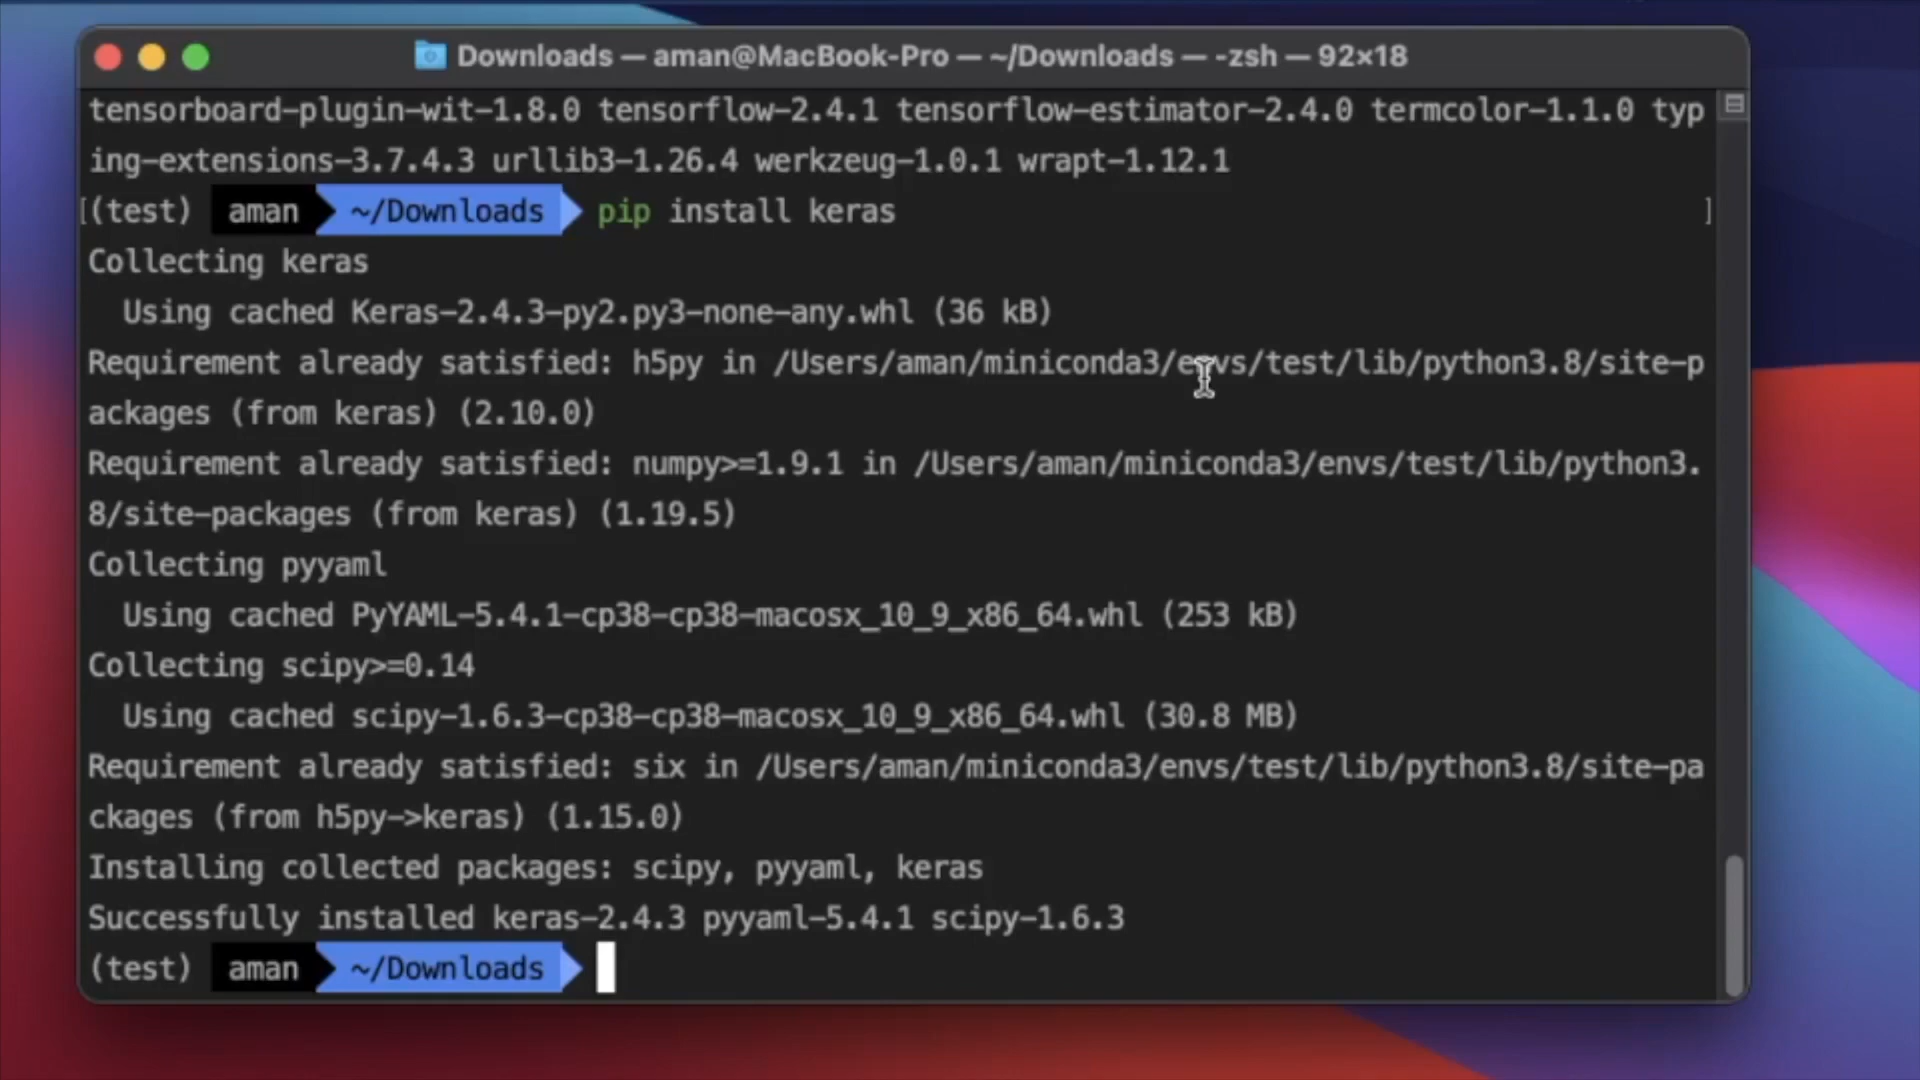 Downloads — aman@MacBook-Pro — ~/Downloads — -zsh — 92×18
tensorboard-plugin-wit-1.8.0 tensorflow-2.4.1 tensorflow-estimator-2.4.0 termcolor-1.1.0 typ
ing-extensions-3.7.4.3 urllib3-1.26.4 werkzeug-1.0.1 wrapt-1.12.1
[(test) aman ~/Downloads pip install keras ]
Collecting keras
Using cached Keras-2.4.3-py2.py3-none-any.whl (36 kB)
Requirement already satisfied: h5py in /Users/aman/miniconda3/envs/test/lib/python3.8/site-p
ackages (from keras) (2.10.0)
Requirement already satisfied: numpy>=1.9.1 in /Users/aman/miniconda3/envs/test/lib/python3.
8/site-packages (from keras) (1.19.5)
Collecting pyyaml
Using cached PyYAML-5.4.1-cp38-cp38-macosx_10_9_x86_64.whl (253 kB)
Collecting scipy>=0.14
Using cached scipy-1.6.3-cp38-cp38-macosx_10_9_x86_64.whl (30.8 MB)
Requirement already satisfied: six in /Users/aman/miniconda3/envs/test/lib/python3.8/site-pa
ckages (from h5py->keras) (1.15.0)
Installing collected packages: scipy, pyyaml, keras
Successfully installed keras-2.4.3 pyyaml-5.4.1 scipy-1.6.3
(test) aman ~/Downloads